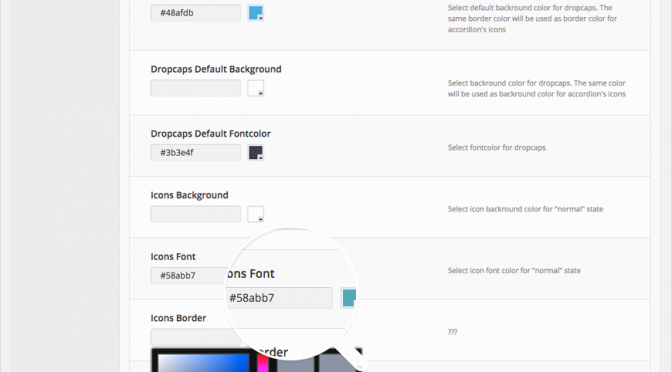 #48afdb
Select default background color for dropcaps. The
same border color will be used as border color for
accordion's icons
Dropcaps Default Background
Select backround color for dropcaps. The same color
will be used as background color for accordion's icons
Dropcaps Default Fontcolor
#3b3e4f
Select fontcolor for dropcaps
Icons Background
Select icon backround color for "normal" state
Icons Font
#58abb7
Select icon font color for "normal" state
ons Font
#58abb7
Icons Border
???
order